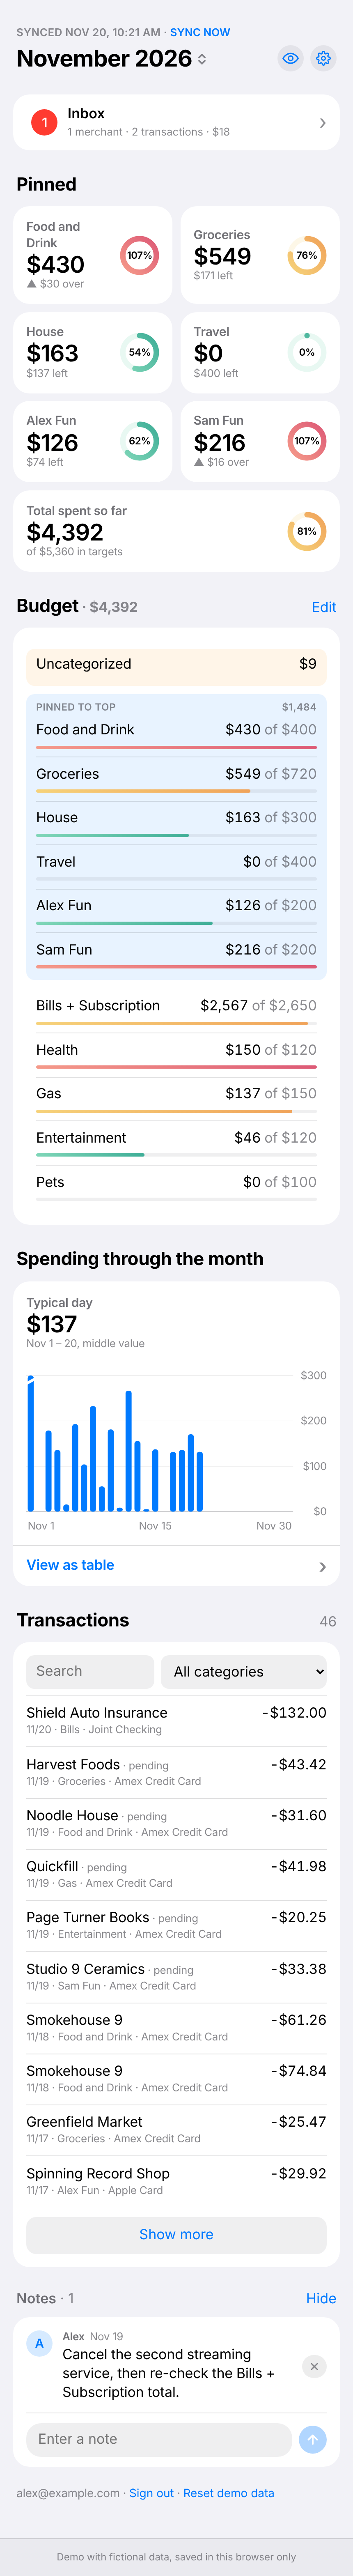 SYNCED NOV 20, 10:21 AM · SYNC NOW
November 2026
1
Inbox
1 merchant · 2 transactions · $18
Pinned
Food and
Drink
$430
▲ $30 over
107%
Groceries
$549
$171 left
76%
House
$163
$137 left
54%
Travel
$0
$400 left
0%
Alex Fun
$126
$74 left
62%
Sam Fun
$216
▲ $16 over
107%
Total spent so far
$4,392
of $5,360 in targets
81%
Budget · $4,392
Edit
Uncategorized $9
PINNED TO TOP $1,484
Food and Drink $430 of $400
Groceries $549 of $720
House $163 of $300
Travel $0 of $400
Alex Fun $126 of $200
Sam Fun $216 of $200
Bills + Subscription $2,567 of $2,650
Health $150 of $120
Gas $137 of $150
Entertainment $46 of $120
Pets $0 of $100
Spending through the month
Typical day
$137
Nov 1 – 20, middle value
$300
$200
$100
$0
Nov 1 Nov 15 Nov 30
View as table
Transactions 46
Search All categories
Shield Auto Insurance -$132.00
11/20 · Bills · Joint Checking
Harvest Foods · pending -$43.42
11/19 · Groceries · Amex Credit Card
Noodle House · pending -$31.60
11/19 · Food and Drink · Amex Credit Card
Quickfill · pending -$41.98
11/19 · Gas · Amex Credit Card
Page Turner Books · pending -$20.25
11/19 · Entertainment · Amex Credit Card
Studio 9 Ceramics · pending -$33.38
11/19 · Sam Fun · Amex Credit Card
Smokehouse 9 -$61.26
11/18 · Food and Drink · Amex Credit Card
Smokehouse 9 -$74.84
11/18 · Food and Drink · Amex Credit Card
Greenfield Market -$25.47
11/17 · Groceries · Amex Credit Card
Spinning Record Shop -$29.92
11/17 · Alex Fun · Apple Card
Show more
Notes · 1 Hide
A
Alex Nov 19
Cancel the second streaming
service, then re-check the Bills +
Subscription total.
Enter a note
alex@example.com · Sign out · Reset demo data
Demo with fictional data, saved in this browser only